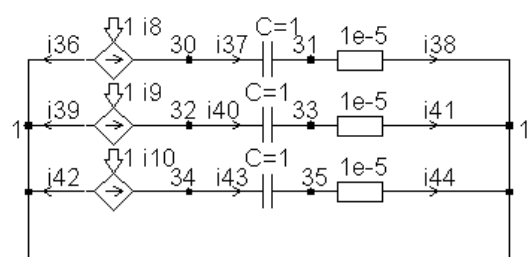 i36 1 i8 30 i37 C=1 31 1e-5 i38
i39 1 i9 32 i40 C=1 33 1e-5 i41
1 1
i42 1 i10 34 i43 C=1 35 1e-5 i44